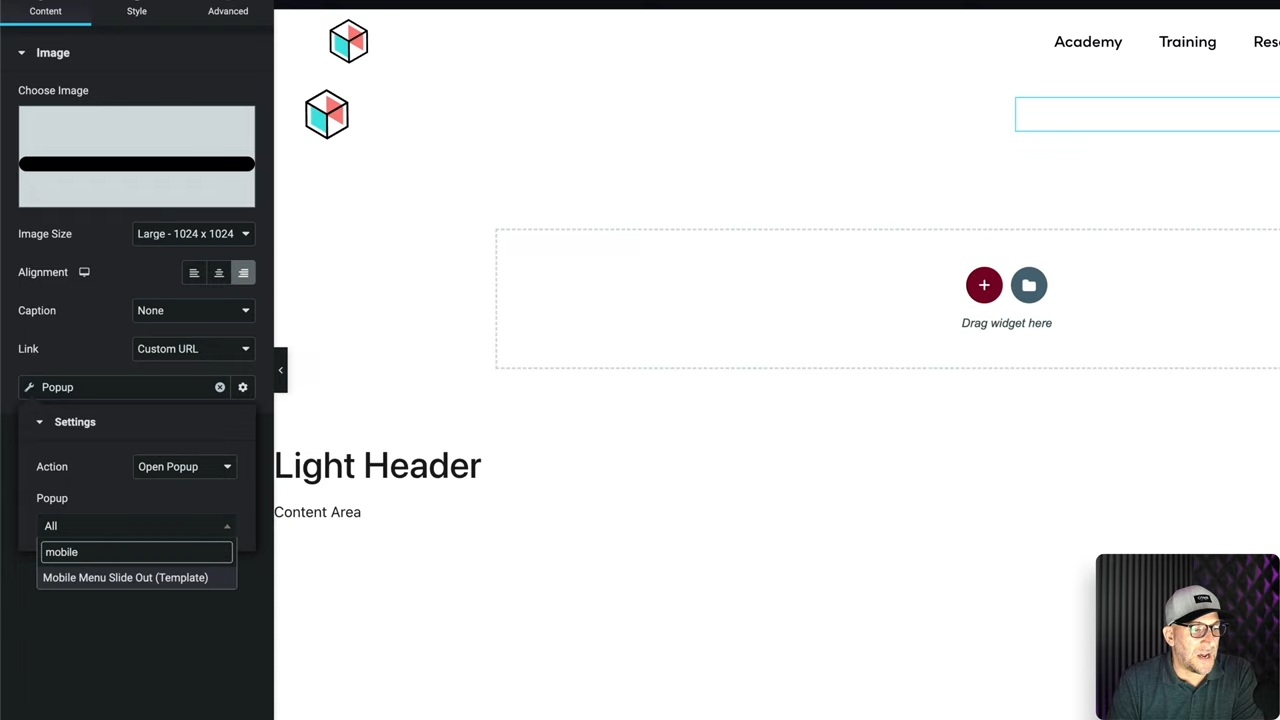 Content Style Advanced
Image
Choose Image
Image Size Large - 1024 x 1024
Alignment
Caption None
Link Custom URL
Popup
Settings
Action Open Popup
Popup
All
mobile
Mobile Menu Slide Out (Template)
Academy Training
Drag widget here
Light Header
Content Area